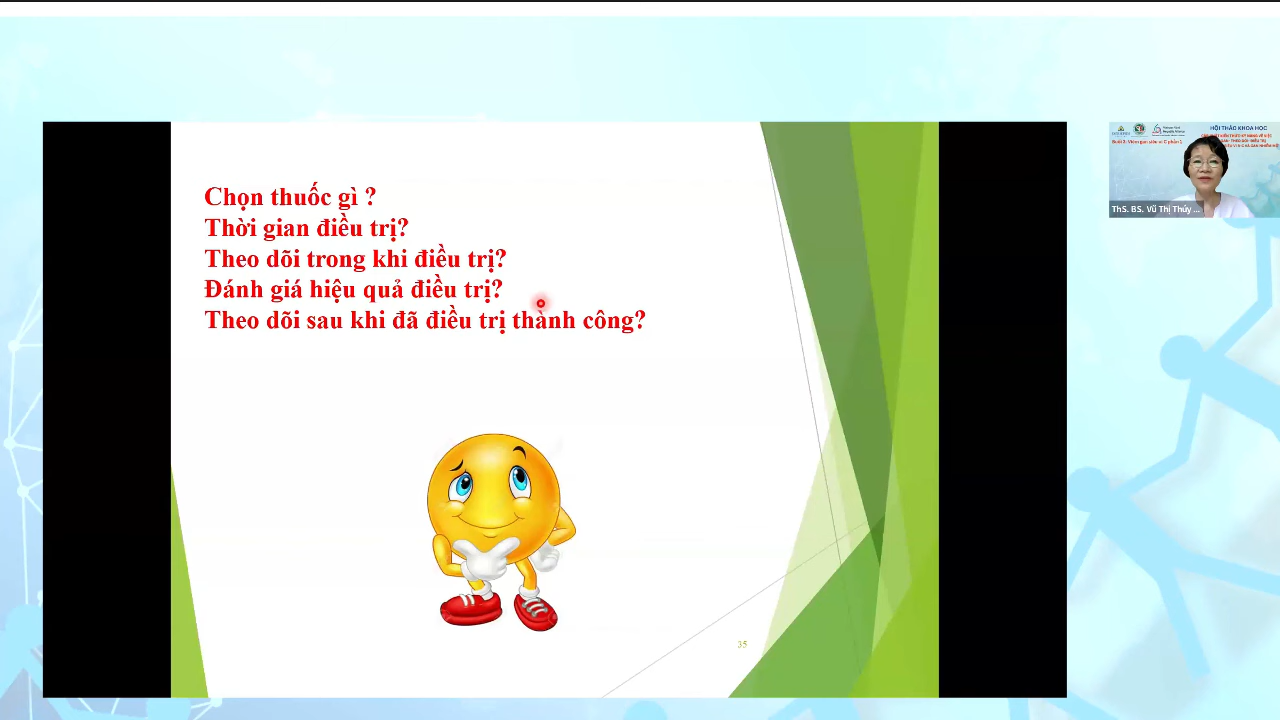 Chọn thuốc gì ?
Thời gian điều trị?
Theo dõi trong khi điều trị?
Đánh giá hiệu quả điều trị?
Theo dõi sau khi đã điều trị thành công?
35
HỘI THẢO KHOA HỌC
ThS. BS. Vũ Thị Thúy ...